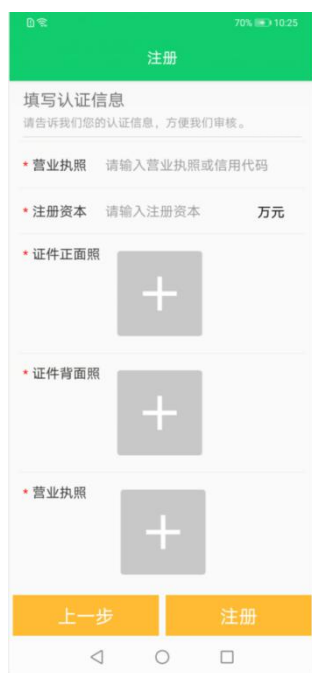 70% 10:25
注册
填写认证信息
请告诉我们您的认证信息，方便我们审核。
* 营业执照 请输入营业执照或信用代码
* 注册资本 请输入注册资本 万元
* 证件正面照
* 证件背面照
* 营业执照
上一步 注册